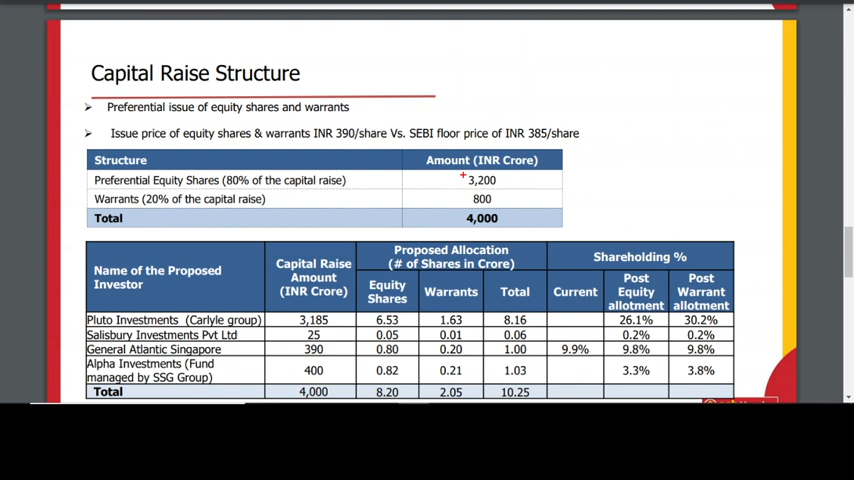 Capital Raise Structure
Preferential issue of equity shares and warrants
Issue price of equity shares & warrants INR 390/share Vs. SEBI floor price of INR 385/share
Structure Amount (INR Crore)
Preferential Equity Shares (80% of the capital raise) 3,200
Warrants (20% of the capital raise) 800
Total 4,000
Name of the Proposed Investor Capital Raise Amount (INR Crore) Proposed Allocation (# of Shares in Crore) Shareholding %
Equity Shares Warrants Total Current Post Equity allotment Post Warrant allotment
Pluto Investments (Carlyle group) 3,185 6.53 1.63 8.16 26.1% 30.2%
Salisbury Investments Pvt Ltd 25 0.05 0.01 0.06 0.2% 0.2%
General Atlantic Singapore 390 0.80 0.20 1.00 9.9% 9.8% 9.8%
Alpha Investments (Fund managed by SSG Group) 400 0.82 0.21 1.03 3.3% 3.8%
Total 4,000 8.20 2.05 10.25